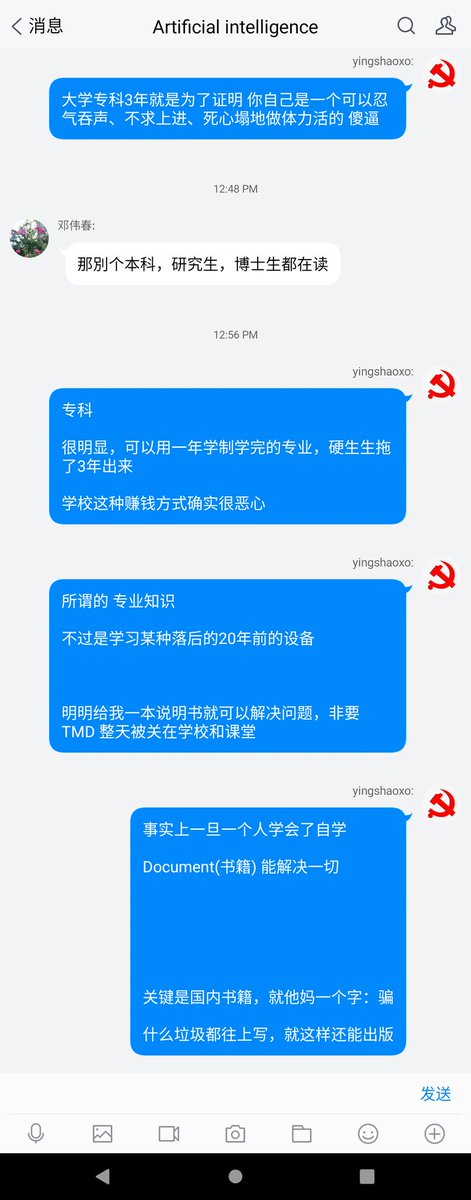 消息
Artificial intelligence
yingshaoxo:
大学专科3年就是为了证明 你自己是一个可以忍
气吞声、不求上进、死心塌地做体力活的 傻逼
12:48 PM
邓伟春:
那别个本科，研究生，博士生都在读
12:56 PM
yingshaoxo:
专科
很明显，可以用一年学制学完的专业，硬生生拖
了3年出来
学校这种赚钱方式确实很恶心
yingshaoxo:
所谓的 专业知识
不过是学习某种落后的20年前的设备
明明给我一本说明书就可以解决问题，非要
TMD 整天被关在学校和课堂
yingshaoxo:
事实上一旦一个人学会了自学
Document(书籍) 能解决一切
关键是国内书籍，就他妈一个字：骗
什么垃圾都往上写，就这样还能出版
发送